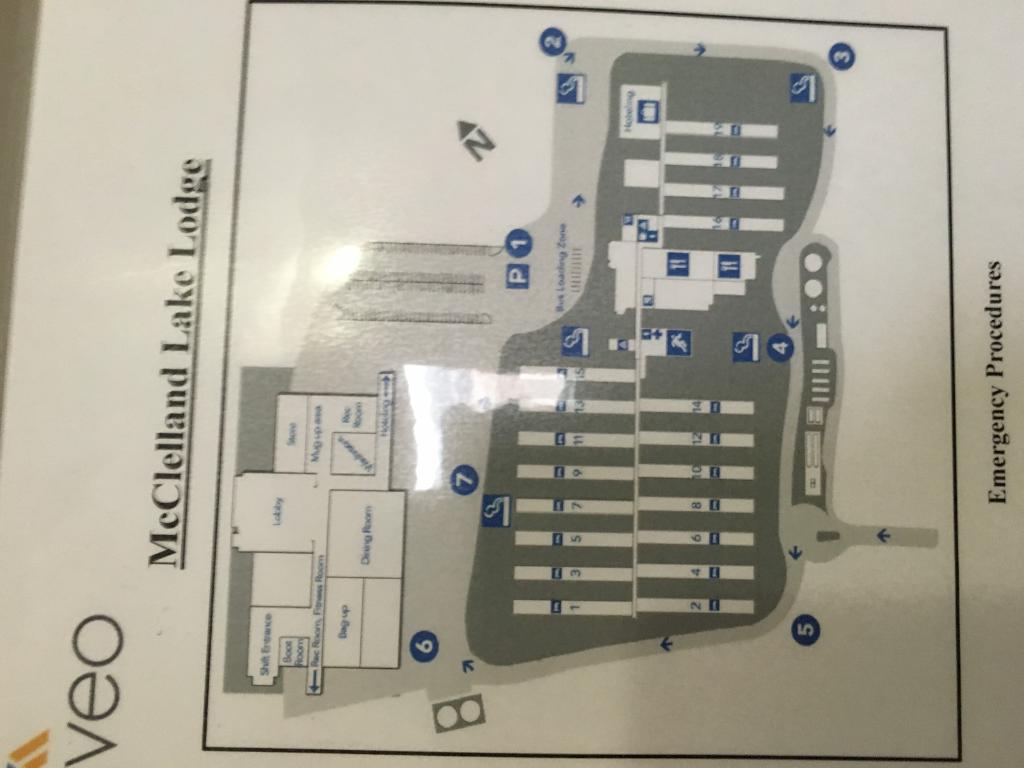 veo
McClelland Lake Lodge
Shift Entrance
Boot
Room
Rec Room, Fitness Room
Lobby
Store
Mug-up area
Rec
Room
Hoteling
Bag-up
Dining Room
N
P
Bus Loading Zone
Hoteling
1
2
3
4
5
6
7
1
3
5
7
9
11
13
15
2
4
6
8
10
12
14
16
17
18
19
Emergency Procedures